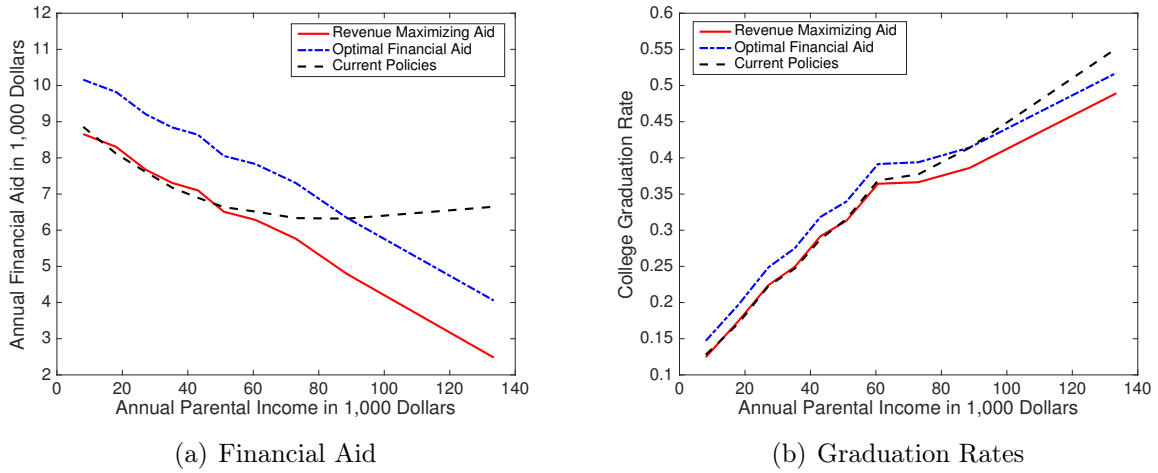 12
11
10
9
8
7
6
5
4
3
2
0 20 40 60 80 100 120 140
Annual Financial Aid in 1,000 Dollars
Annual Parental Income in 1,000 Dollars
Revenue Maximizing Aid
Optimal Financial Aid
Current Policies
(a) Financial Aid
0.6
0.55
0.5
0.45
0.4
0.35
0.3
0.25
0.2
0.15
0.1
0 20 40 60 80 100 120 140
College Graduation Rate
Annual Parental Income in 1,000 Dollars
Revenue Maximizing Aid
Optimal Financial Aid
Current Policies
(b) Graduation Rates